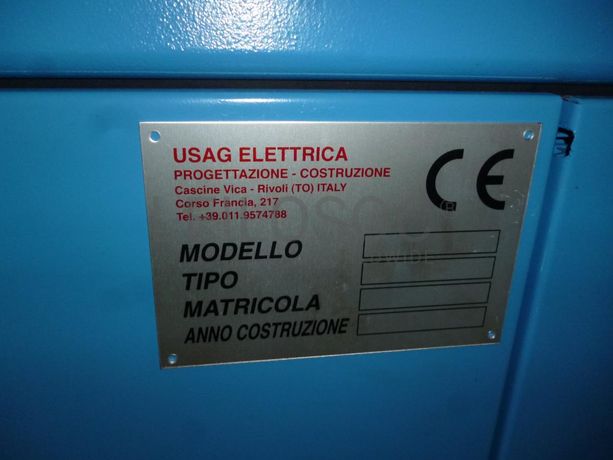 USAG ELETTRICA
PROGETTAZIONE - COSTRUZIONE
Cascine Vica - Rivoli (TO) ITALY
Corso Francia, 217
Tel. +39.011.9574788
CE
MODELLO
TIPO
MATRICOLA
ANNO COSTRUZIONE